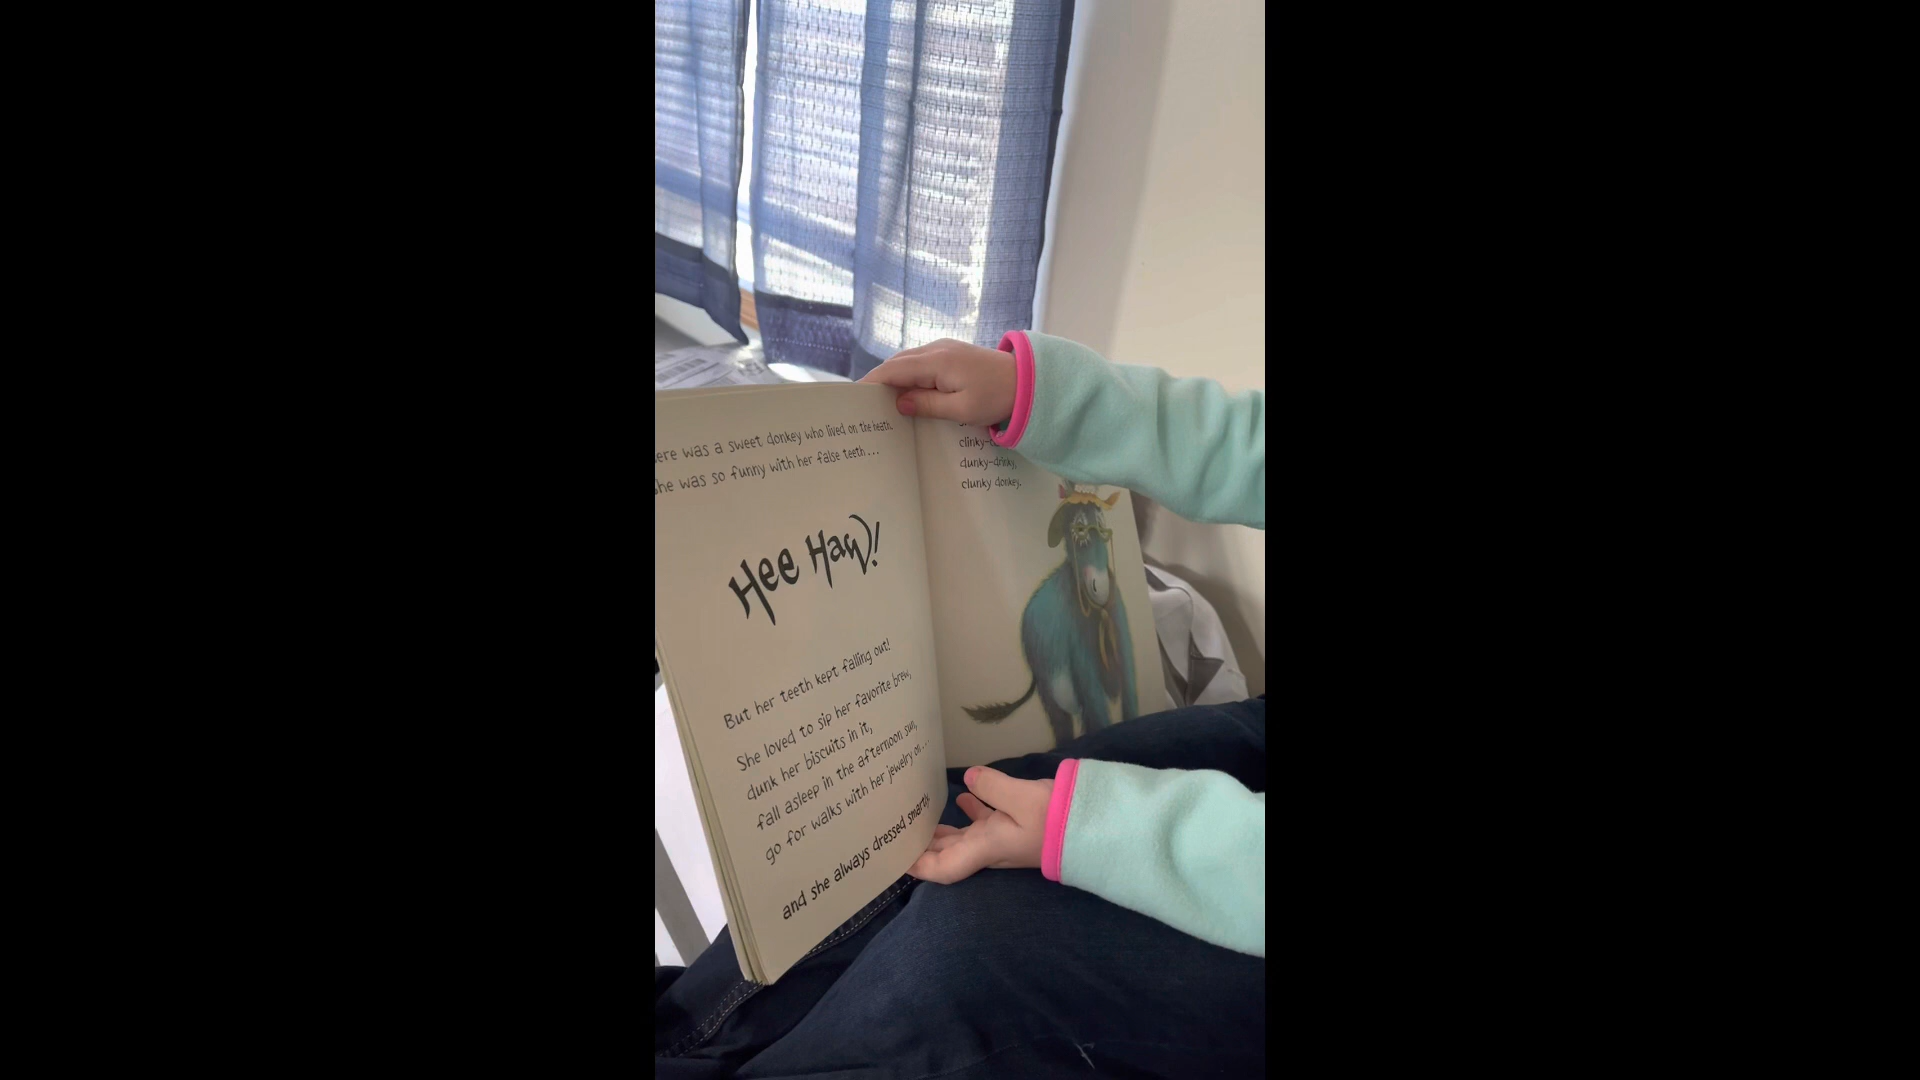 ere was a sweet donkey who lived on the heath,
he was so funny with her false teeth...
Hee Haw!
But her teeth kept falling out!
She loved to sip her favorite brew,
dunk her biscuits in it,
fall asleep in the afternoon sun,
go for walks with her jewelry on...
and she always dressed smartly.
clinky-
dunky-drinky,
clunky donkey.